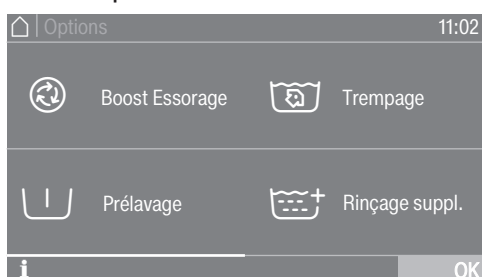 Options 11:02
Boost Essorage Trempage
Prélavage Rinçage suppl.
i OK